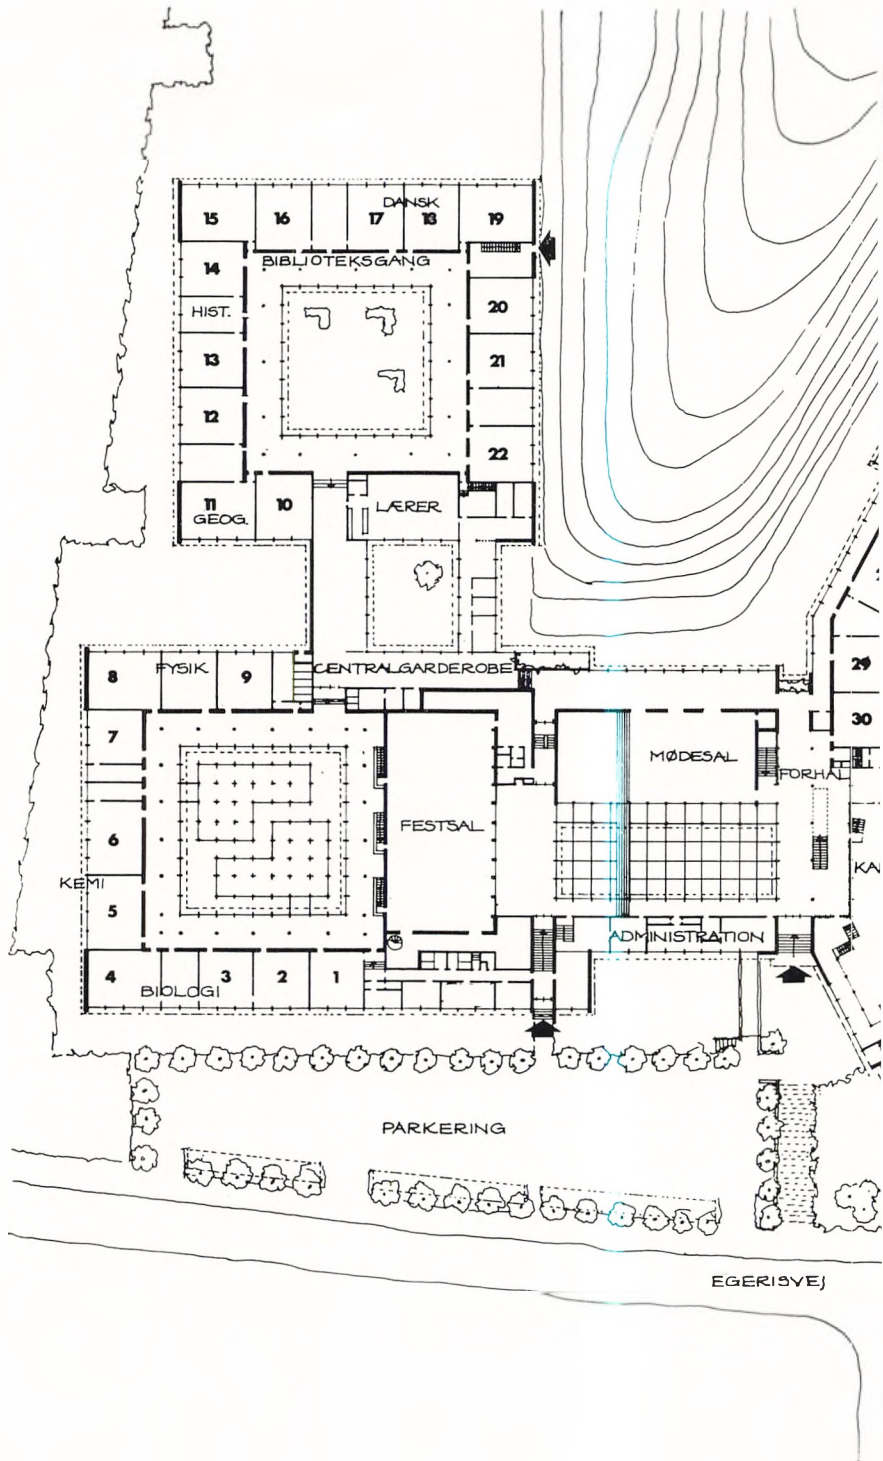 DANSK
15 16 17 13 19
BIBLIOTEKSGANG
14
HIST.
20
13
21
12
22
11 10 LÆRER
GEOG.
8 FYSIK 9 CENTRALGARDEROBE 29
7 30
MØDESAL
FORHAL
FESTSAL
6
KEMI KA
5
ADMINISTRATION
4 3 2 1
BIOLOGI
PARKERING
EGERISVEJ